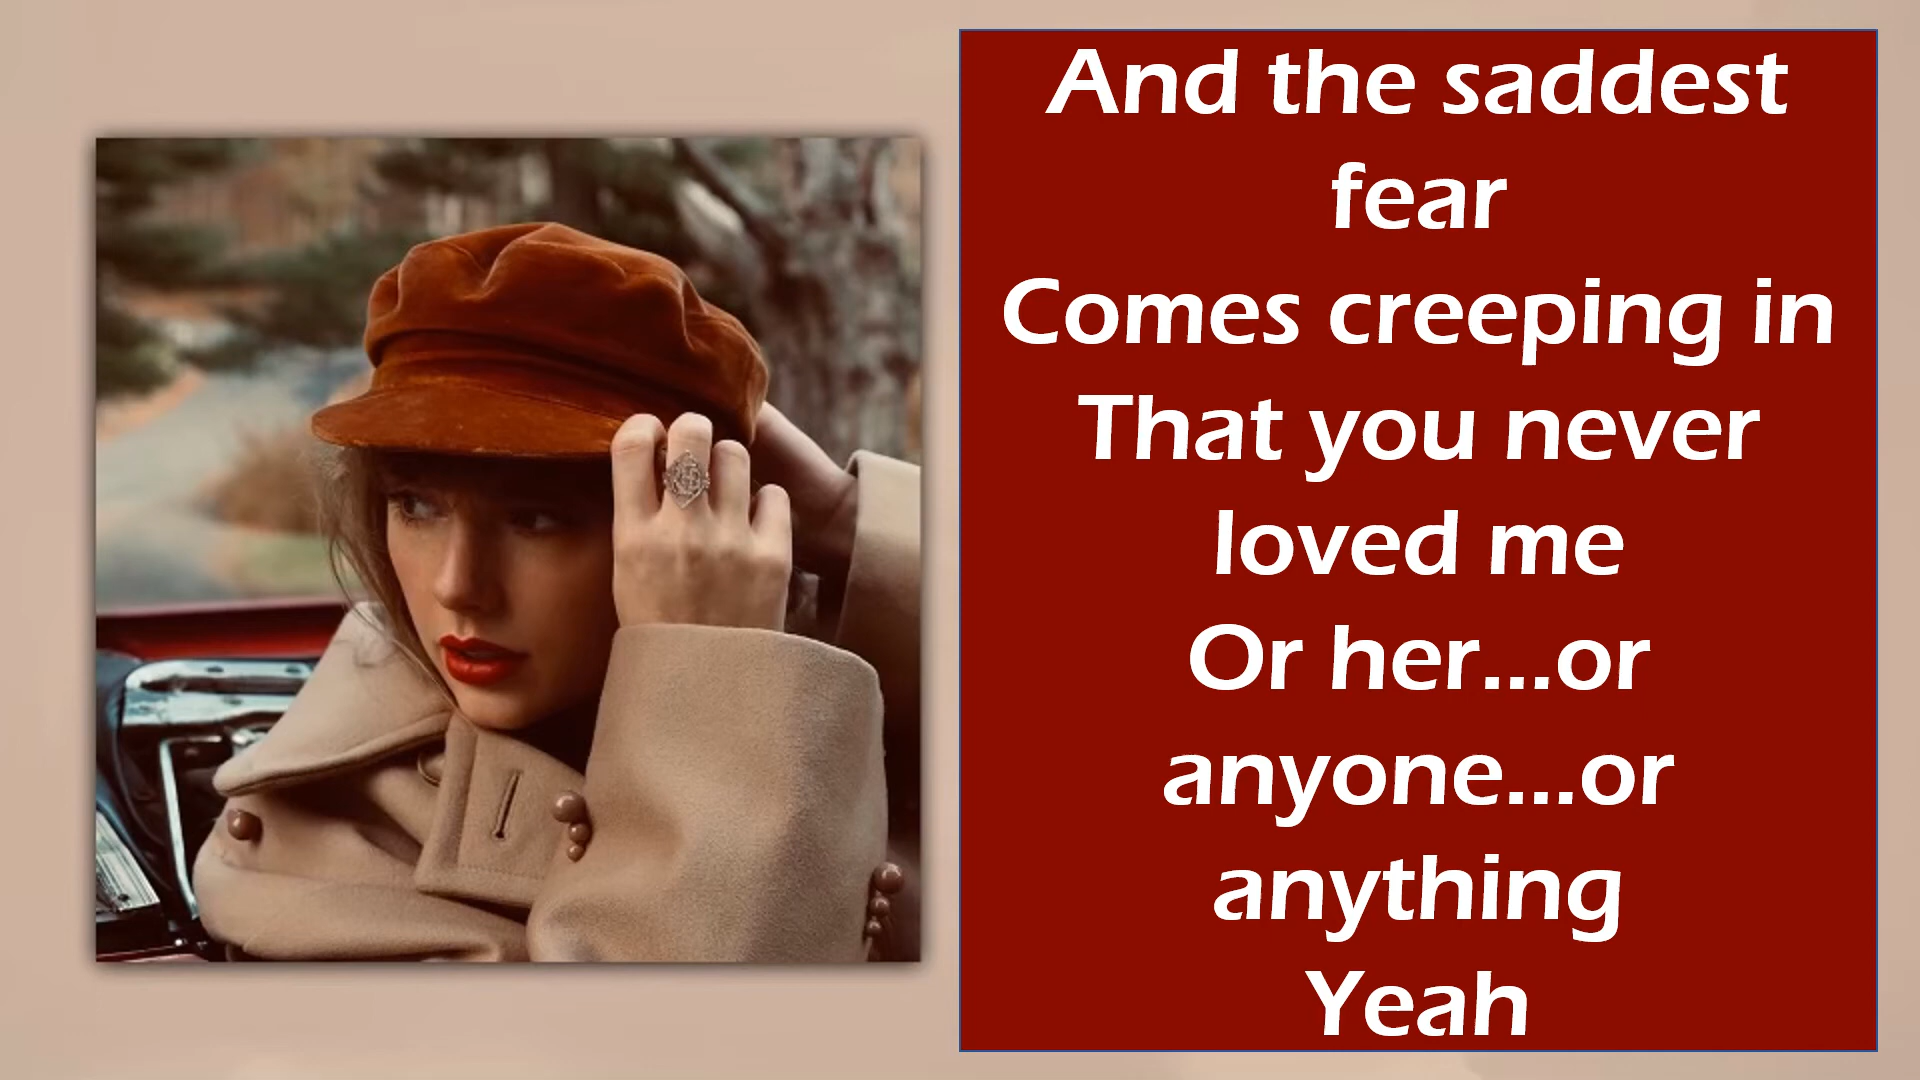 And the saddest
fear
Comes creeping in
That you never
loved me
Or her...or
anyone...or
anything
Yeah